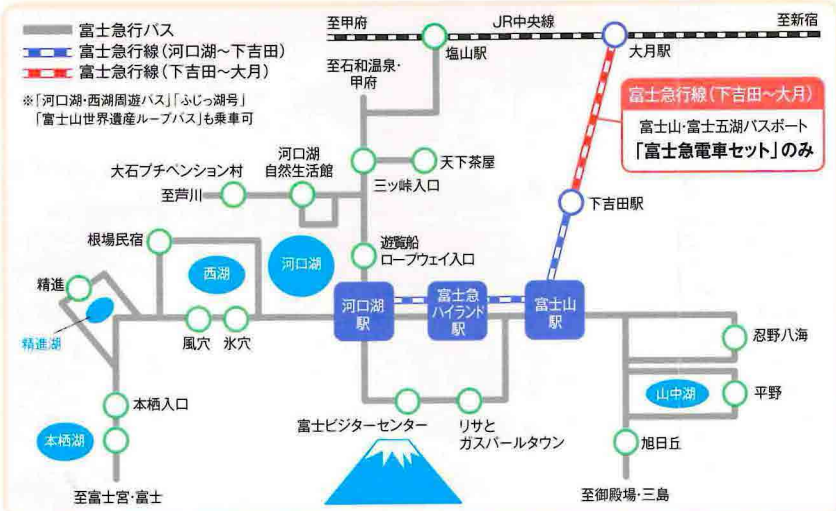 富士急行バス
富士急行線(河口湖～下吉田)
富士急行線(下吉田～大月)
※「河口湖・西湖周遊バス」「ふじっ湖号」
「富士山世界遺産ループバス」も乗車可
至甲府
JR中央線
至新宿
塩山駅
大月駅
至石和温泉・
甲府
富士急行線(下吉田～大月)
富士山・富士五湖パスポート
「富士急電車セット」のみ
大石プチペンション村
河口湖
自然生活館
天下茶屋
至芦川
三ッ峠入口
下吉田駅
根場民宿
西湖
河口湖
遊覧船
ロープウェイ入口
精進
精進湖
風穴
氷穴
河口湖
駅
富士急
ハイランド
駅
富士山
駅
忍野八海
山中湖
平野
本栖入口
本栖湖
富士ビジターセンター
リサと
ガスパールタウン
旭日丘
至富士宮・富士
至御殿場・三島